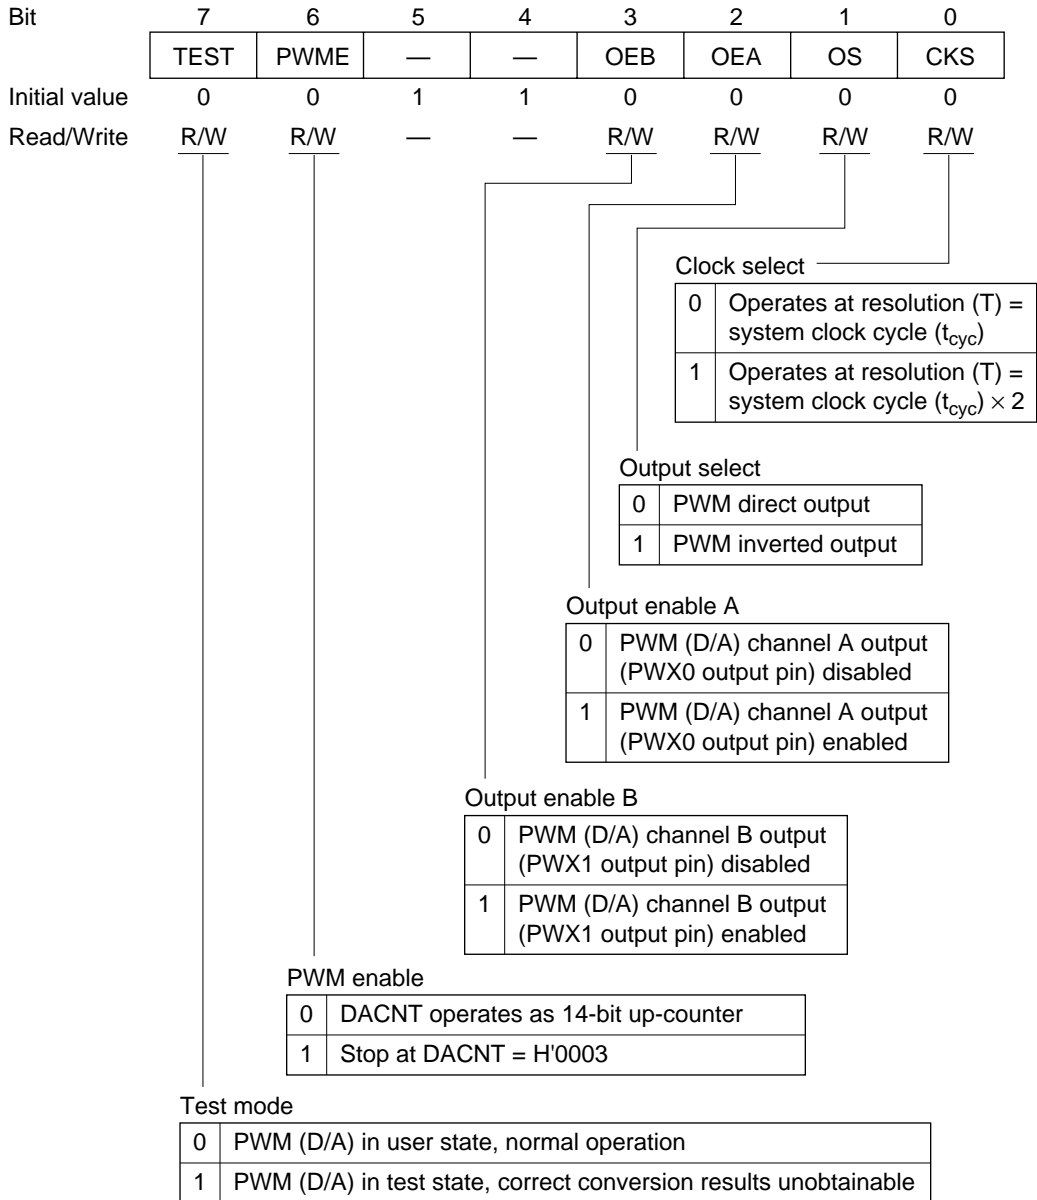 Bit 7 6 5 4 3 2 1 0
TEST PWME — — OEB OEA OS CKS
Initial value 0 0 1 1 0 0 0 0
Read/Write R/W R/W — — R/W R/W R/W R/W
Clock select
0 Operates at resolution (T) =
system clock cycle (tcyc)
1 Operates at resolution (T) =
system clock cycle (tcyc) × 2
Output select
0 PWM direct output
1 PWM inverted output
Output enable A
0 PWM (D/A) channel A output
(PWX0 output pin) disabled
1 PWM (D/A) channel A output
(PWX0 output pin) enabled
Output enable B
0 PWM (D/A) channel B output
(PWX1 output pin) disabled
1 PWM (D/A) channel B output
(PWX1 output pin) enabled
PWM enable
0 DACNT operates as 14-bit up-counter
1 Stop at DACNT = H'0003
Test mode
0 PWM (D/A) in user state, normal operation
1 PWM (D/A) in test state, correct conversion results unobtainable